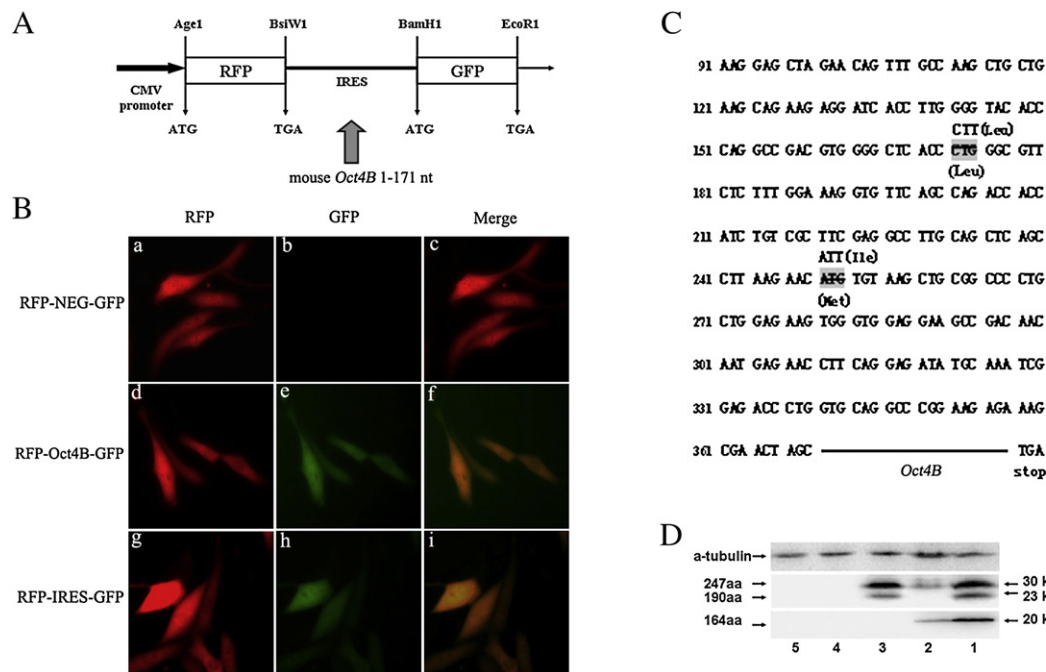 A
Age1 BsiW1 BamH1 EcoR1
RFP GFP
CMV promoter
IRES
ATG TGA ATG TGA
mouse Oct4B 1-171 nt
B
RFP GFP Merge
RFP-NEG-GFP
a b c
RFP-Oct4B-GFP
d e f
RFP-IRES-GFP
g h i
C
91 AAG GAG CTA GAA CAG TTT GCC AAG CTG CTG
121 AAG CAG AAG AGG ATC ACC TTG GGG TAC ACC
CTT(Leu)
151 CAG GCC GAC GTG GGG CTC ACC CTG GGC GTT
(Leu)
181 CTC TTT GGA AAG GTG TTC AGC CAG ACC ACC
211 ATC TGT CGC TTC GAG GCC TTG CAG CTC AGC
ATT(Ile)
241 CTT AAG AAC ATG TGT AAG CTG CGG CCC CTG
(Met)
271 CTG GAG AAG TGG GTG GAG GAA GCC GAC AAC
301 AAT GAG AAC CTT CAG GAG ATA TGC AAA TCG
331 GAG ACC CTG GTG CAG GCC CGG AAG AGA AAG
361 CGA ACT AGC TGA
Oct4B stop
D
a-tubulin
247aa 30 k
190aa 23 k
164aa 20 k
5 4 3 2 1